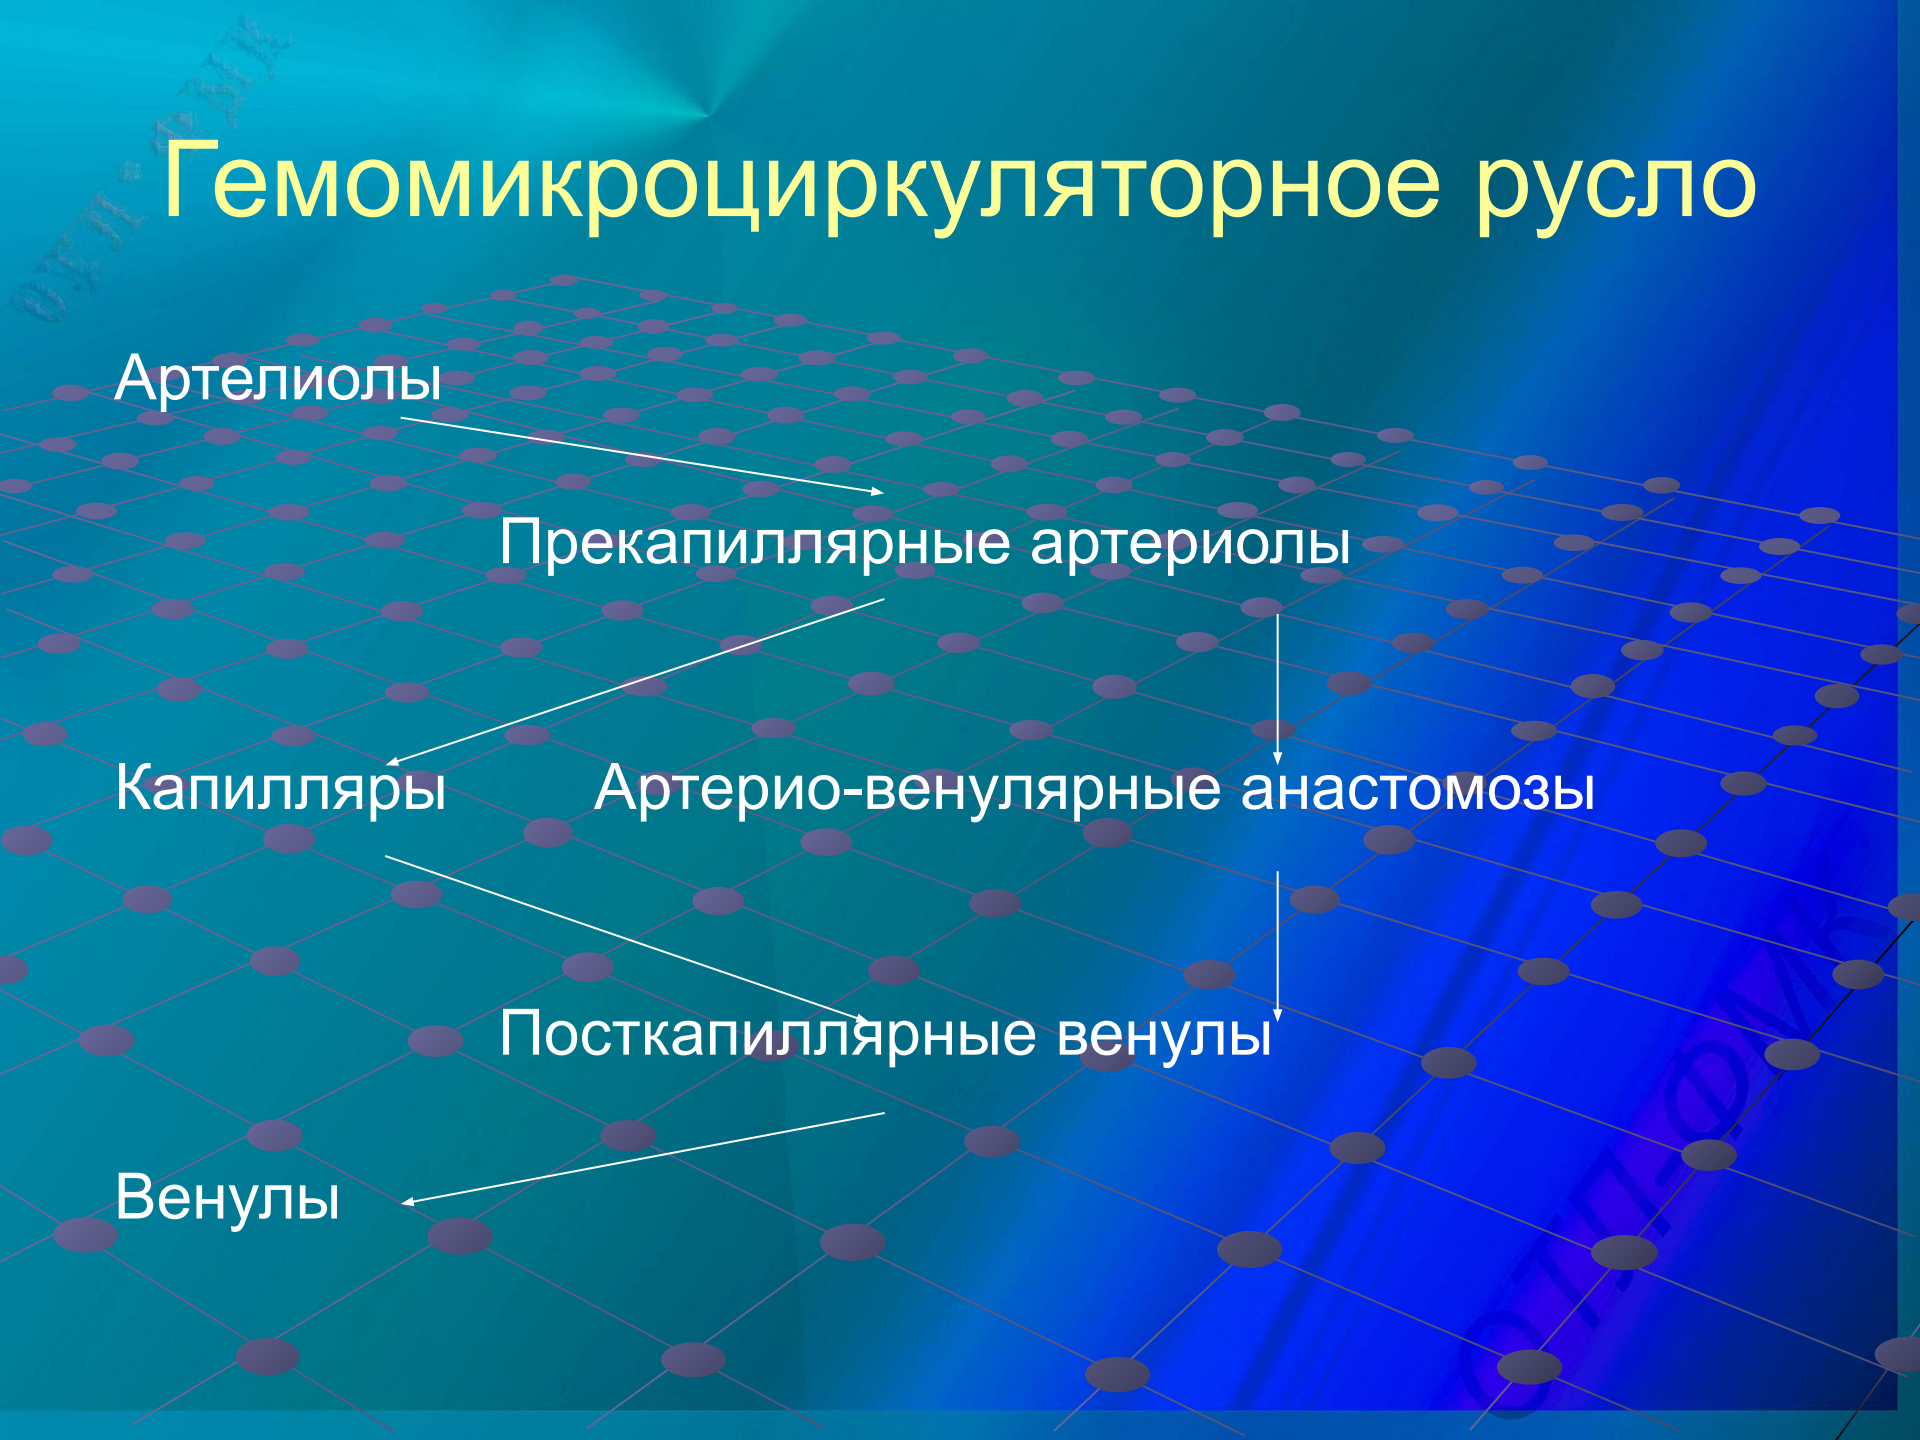 Гемомикроциркуляторное русло
Артелиолы
Прекапиллярные артериолы
Капилляры Артерио-венулярные анастомозы
Посткапиллярные венулы
Венулы